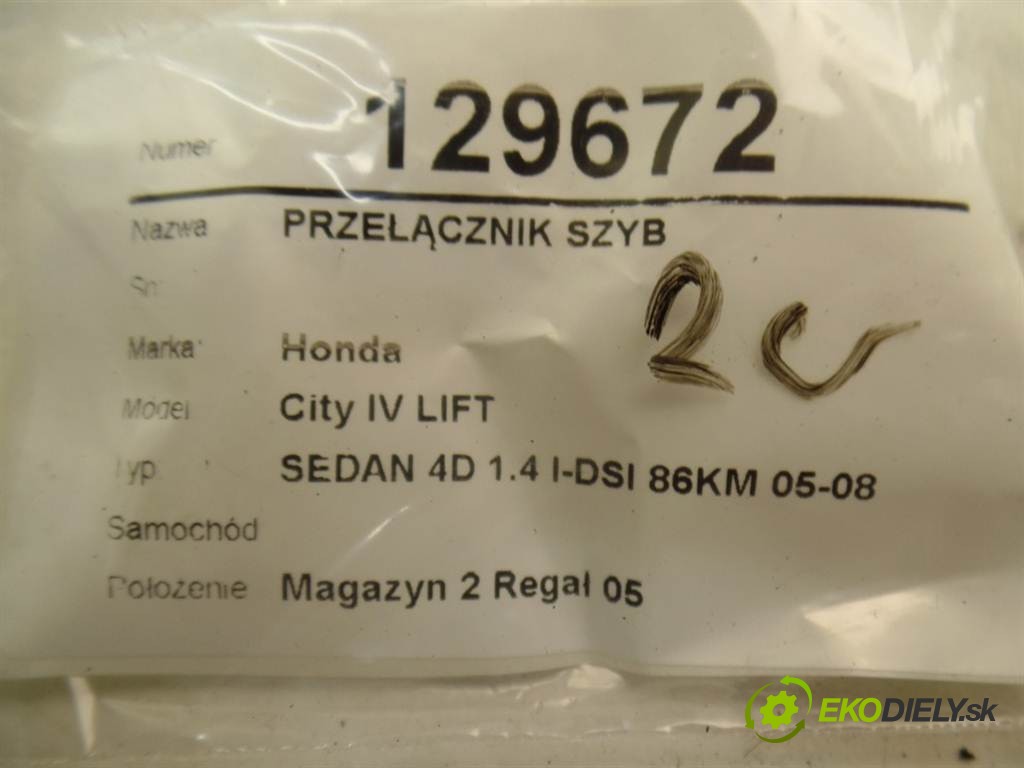 Numer 129672
Nazwa PRZEŁĄCZNIK SZYB
Sn
Marka Honda
Model City IV LIFT
Typ SEDAN 4D 1.4 I-DSI 86KM 05-08
Samochód
Położenie Magazyn 2 Regał 05
EKODIELY.sk